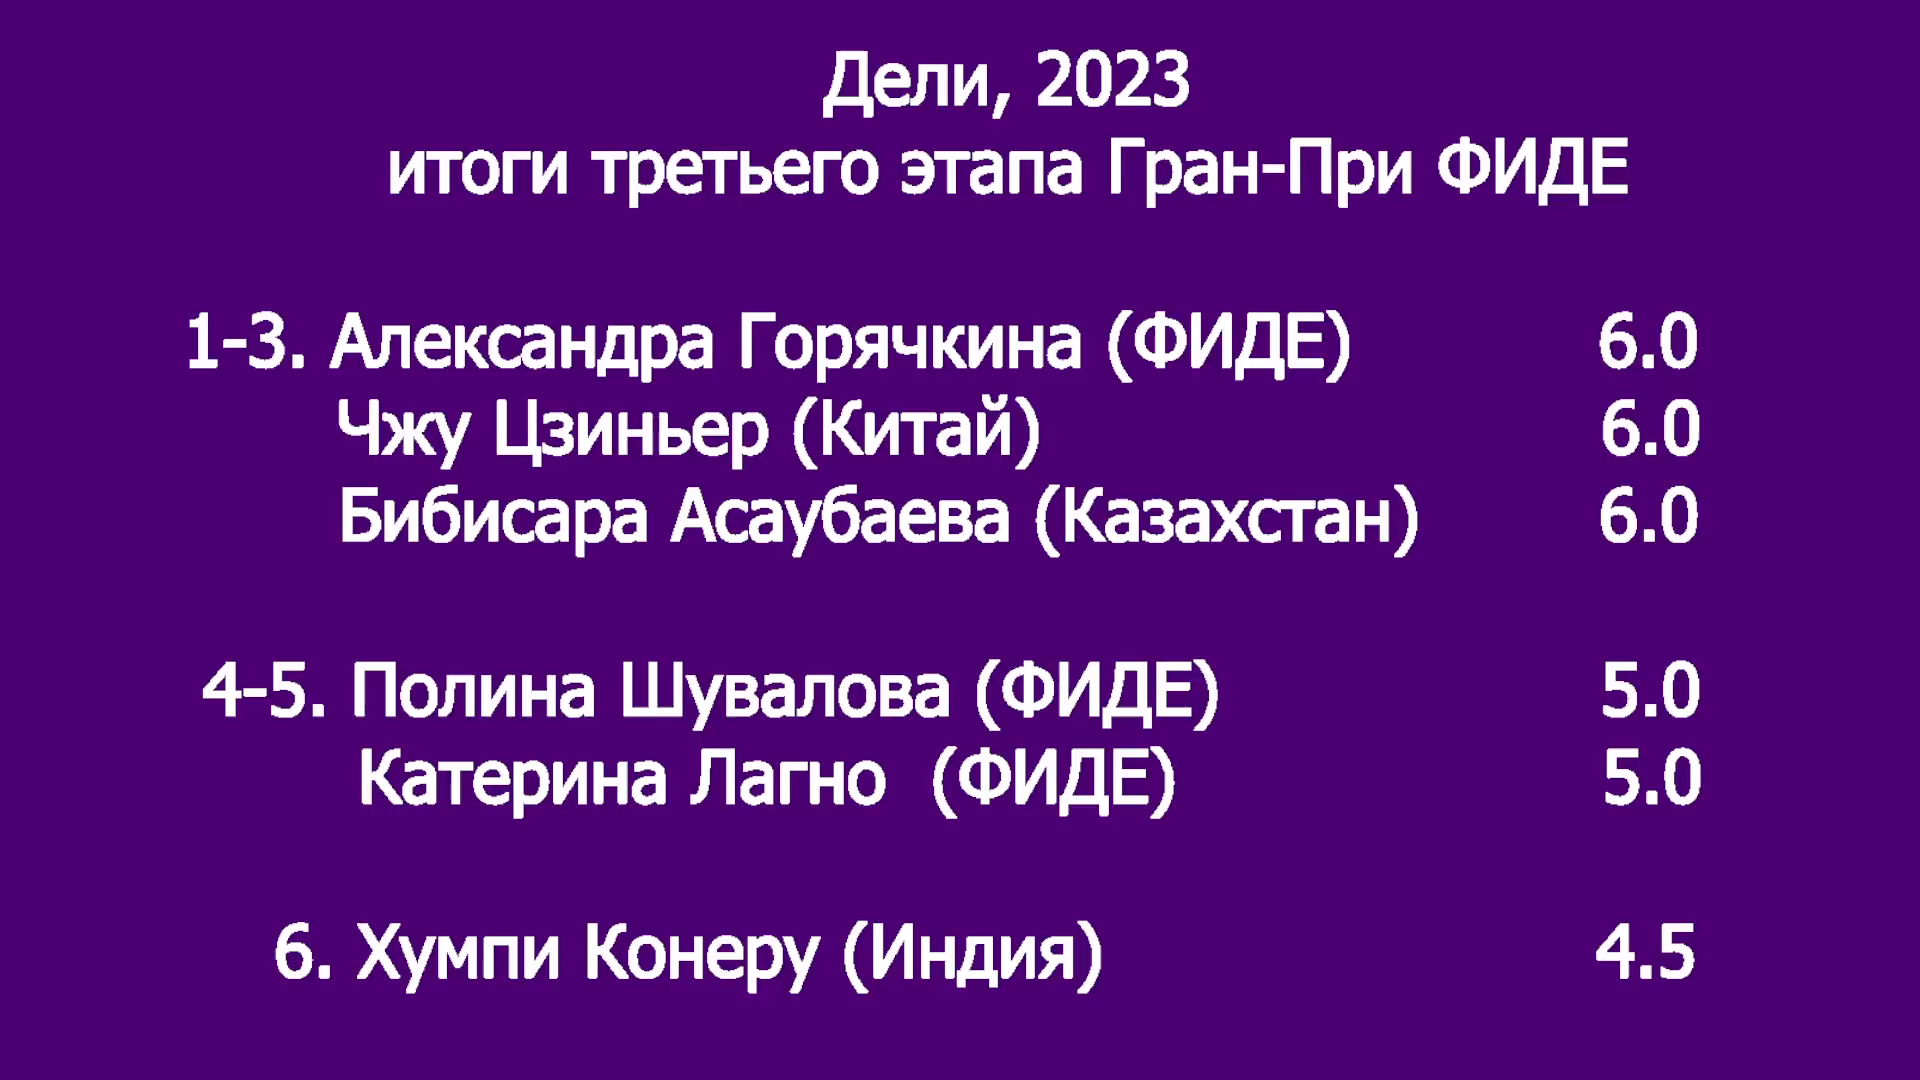 Дели, 2023
итоги третьего этапа Гран-При ФИДЕ
1-3. Александра Горячкина (ФИДЕ) 6.0
Чжу Цзиньер (Китай) 6.0
Бибисара Асаубаева (Казахстан) 6.0
4-5. Полина Шувалова (ФИДЕ) 5.0
Катерина Лагно (ФИДЕ) 5.0
6. Хумпи Конеру (Индия) 4.5